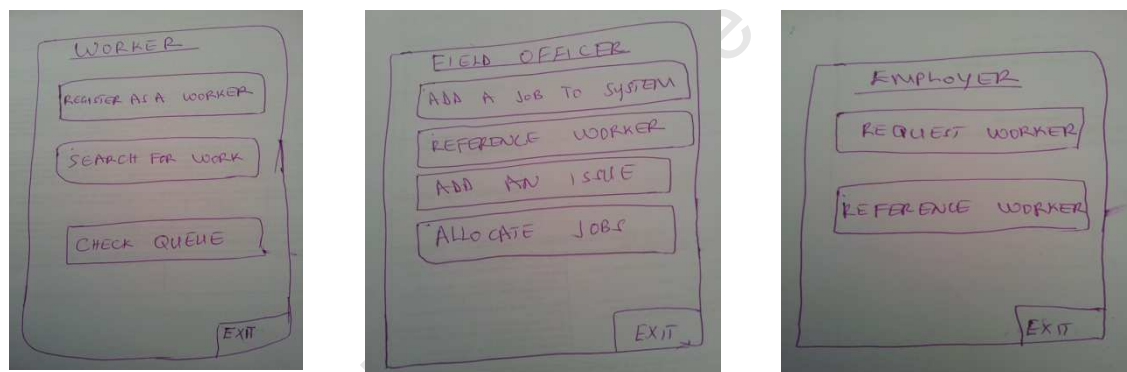 WORKER
REGISTER AS A WORKER
SEARCH FOR WORK
CHECK QUEUE
EXIT
FIELD OFFICER
ADD A JOB TO SYSTEM
REFERENCE WORKER
ADD AN ISSUE
ALLOCATE JOBS
EXIT
EMPLOYER
REQUEST WORKER
REFERENCE WORKER
EXIT